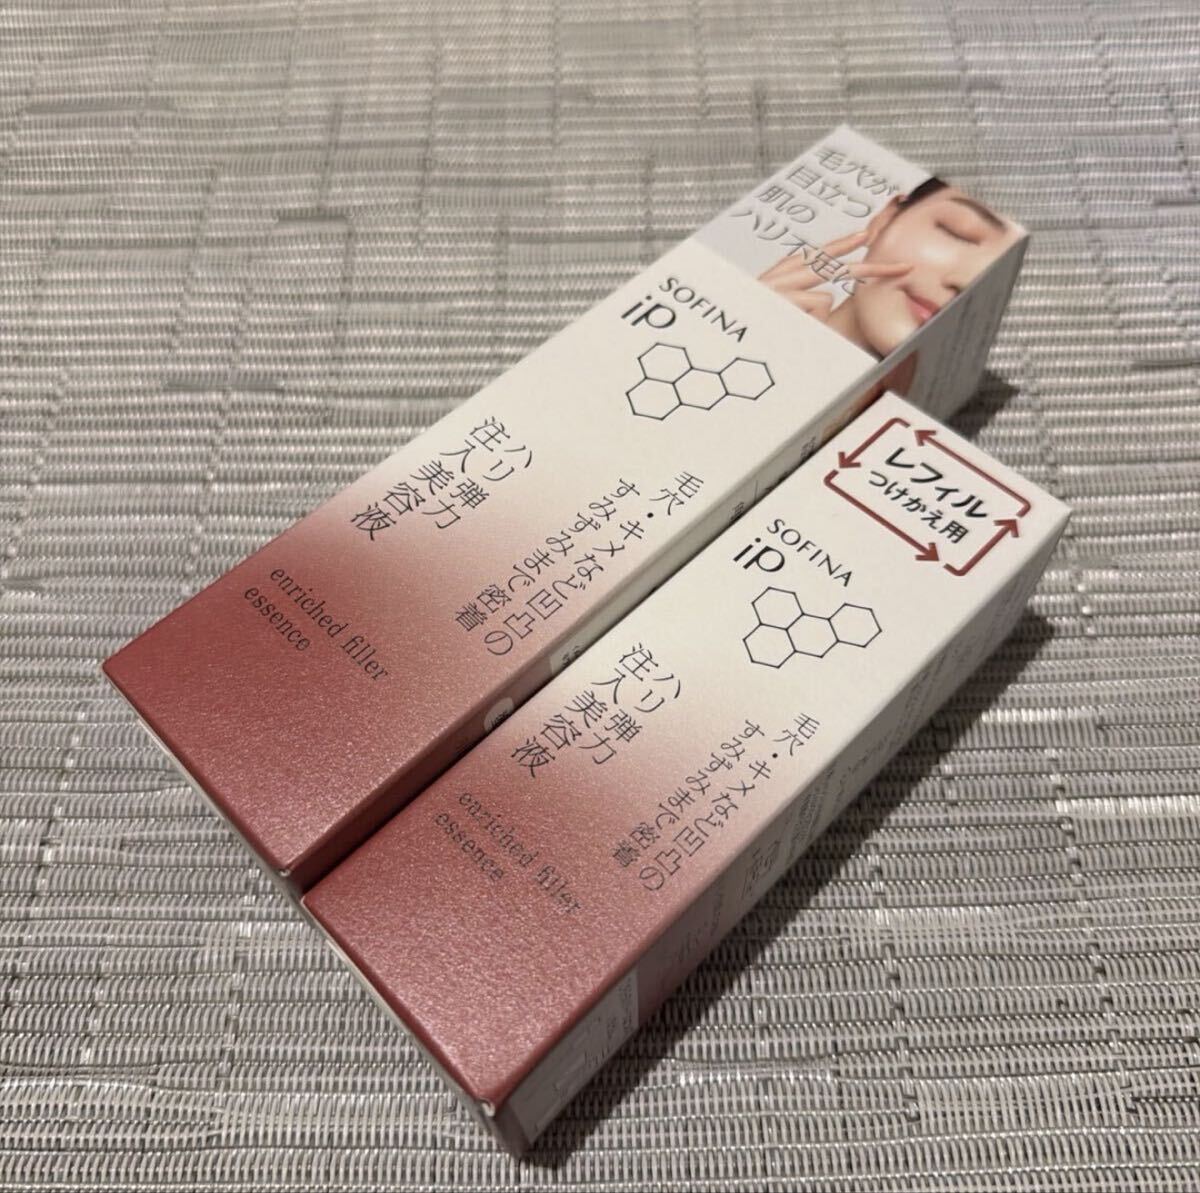 毛穴が
目立つ
肌の
ハリ不足に
SOFINA
iP
毛穴・キメなど凹凸の
すみずみまで密着
ハリ弾力
注入美容液
enriched filler
essence
レフィル
つけかえ用
SOFINA
iP
毛穴・キメなど凹凸の
すみずみまで密着
ハリ弾力
注入美容液
enriched filler
essence